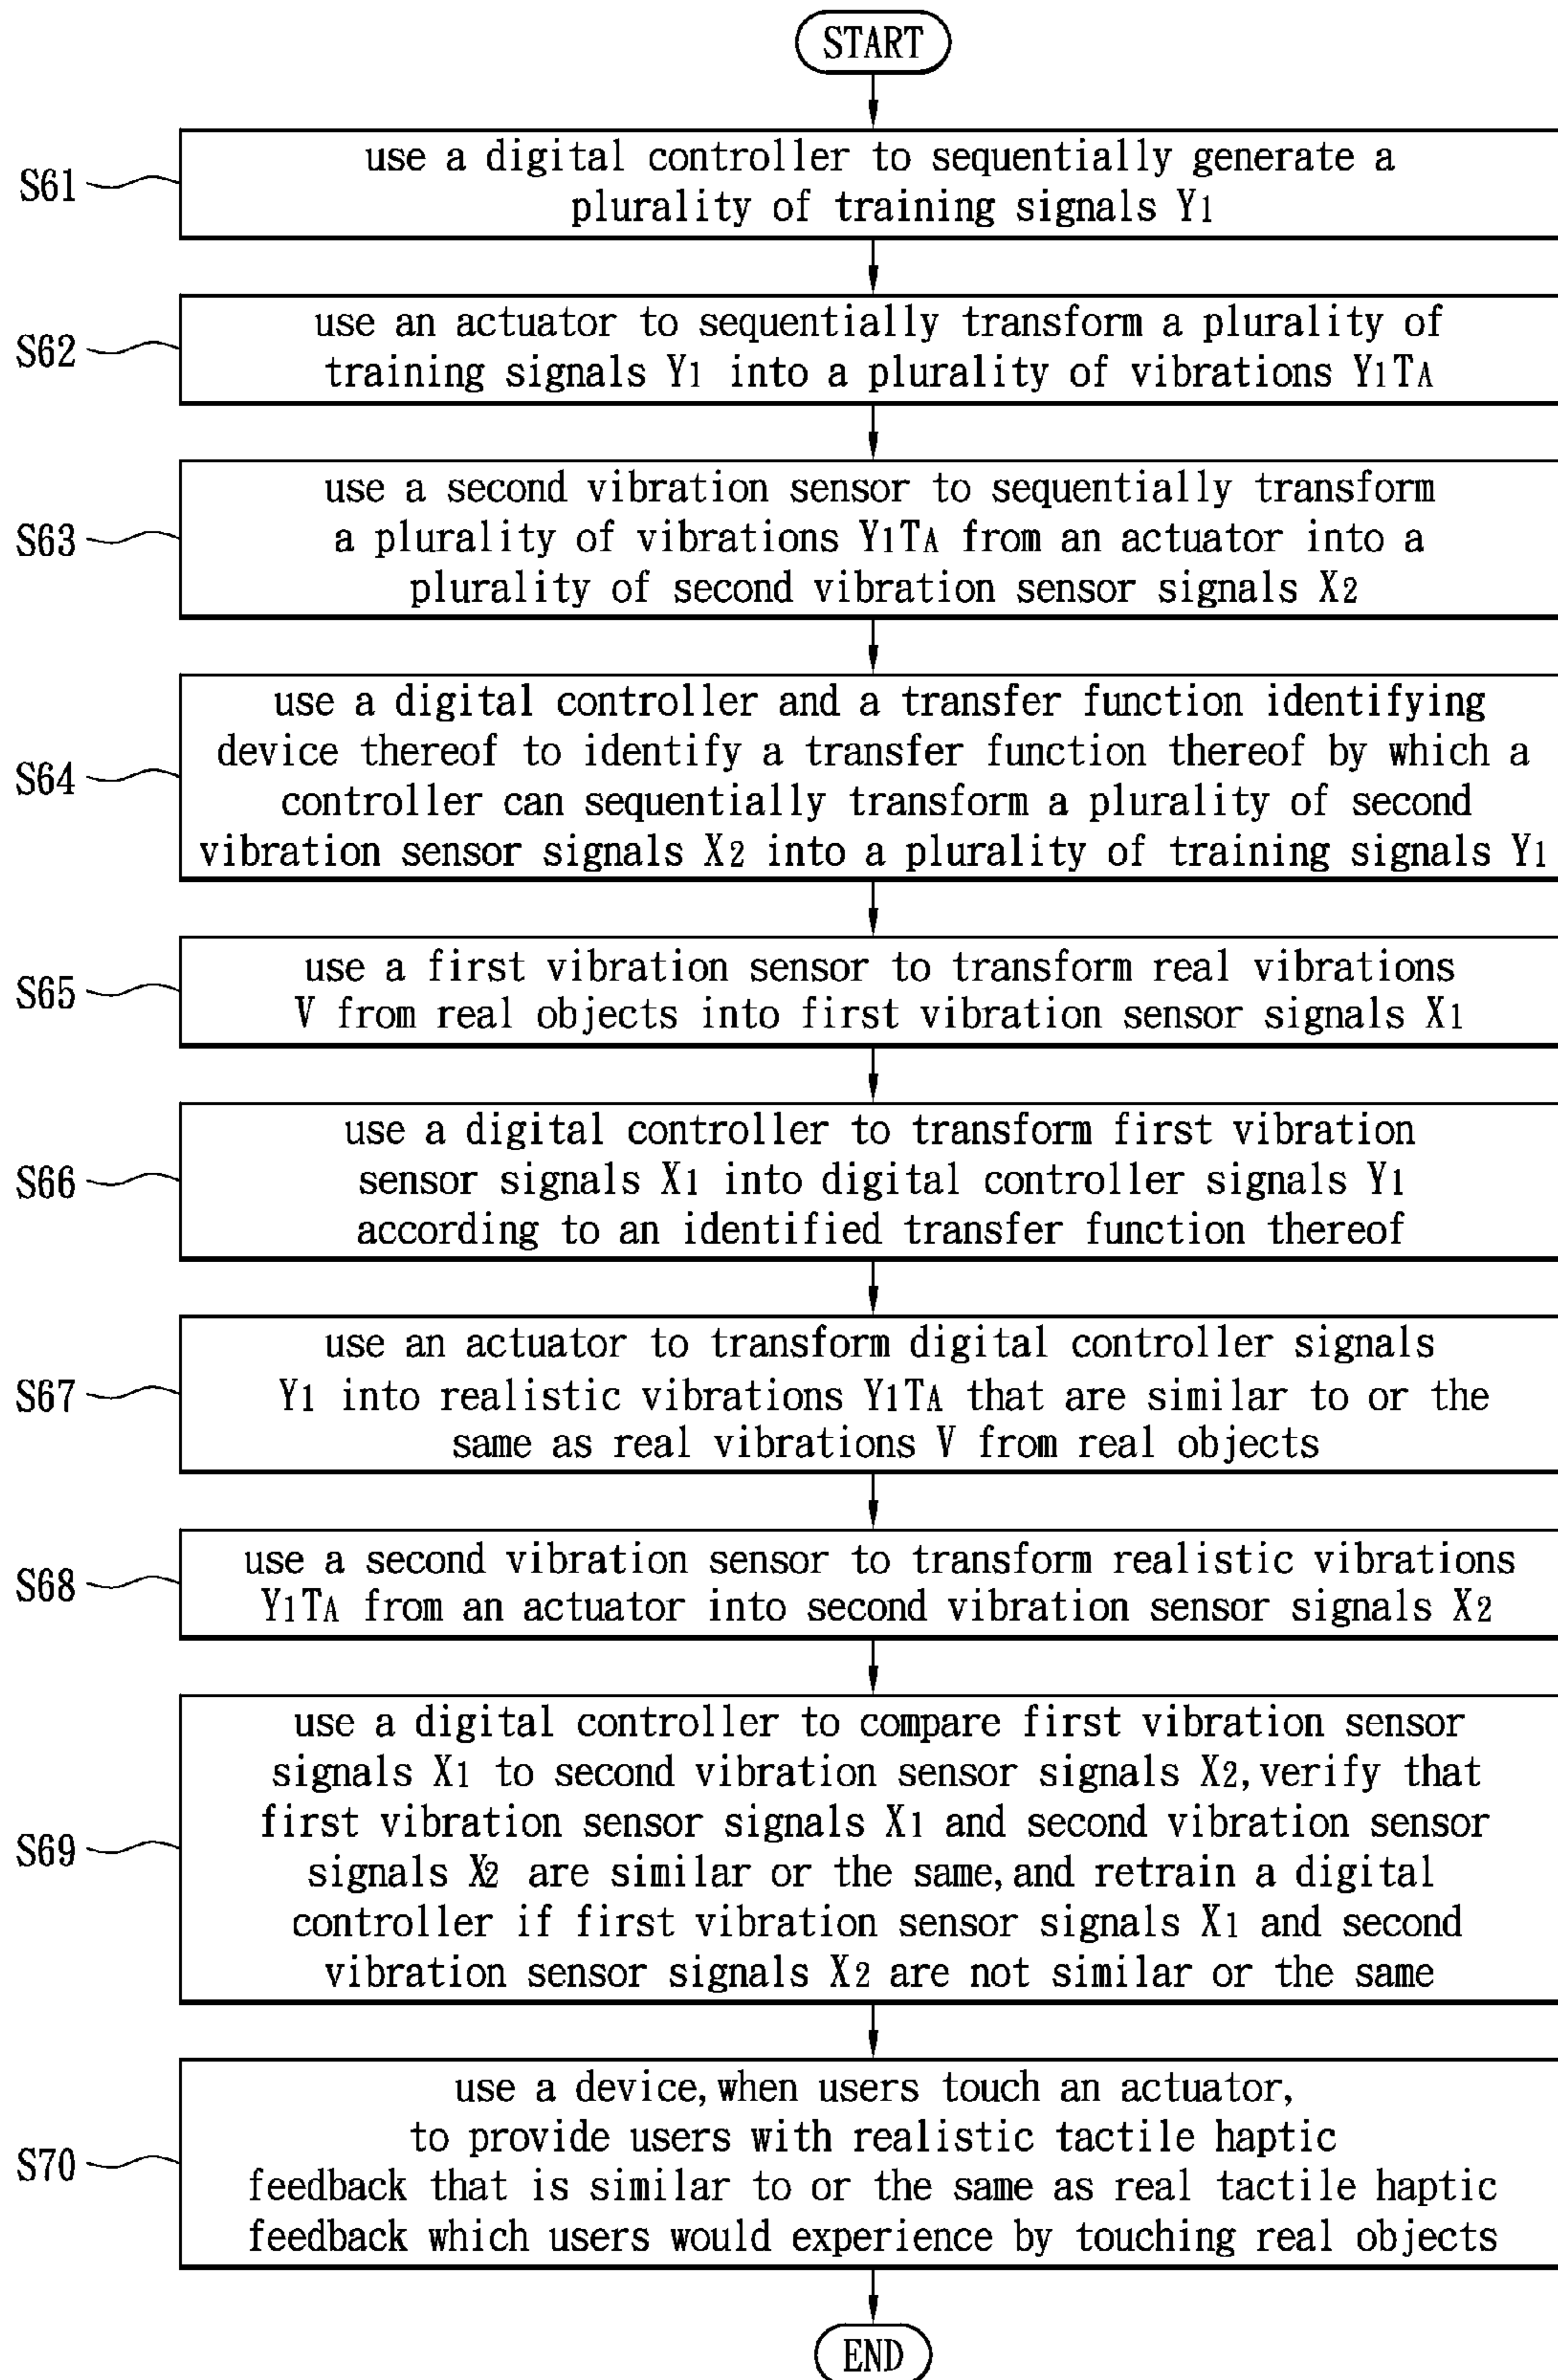 START
S61
use a digital controller to sequentially generate a
plurality of training signals Y1
S62
use an actuator to sequentially transform a plurality of
training signals Y1 into a plurality of vibrations Y1TA
S63
use a second vibration sensor to sequentially transform
a plurality of vibrations Y1TA from an actuator into a
plurality of second vibration sensor signals X2
S64
use a digital controller and a transfer function identifying
device thereof to identify a transfer function thereof by which a
controller can sequentially transform a plurality of second
vibration sensor signals X2 into a plurality of training signals Y1
S65
use a first vibration sensor to transform real vibrations
V from real objects into first vibration sensor signals X1
S66
use a digital controller to transform first vibration
sensor signals X1 into digital controller signals Y1
according to an identified transfer function thereof
S67
use an actuator to transform digital controller signals
Y1 into realistic vibrations Y1TA that are similar to or the
same as real vibrations V from real objects
S68
use a second vibration sensor to transform realistic vibrations
Y1TA from an actuator into second vibration sensor signals X2
S69
use a digital controller to compare first vibration sensor
signals X1 to second vibration sensor signals X2, verify that
first vibration sensor signals X1 and second vibration sensor
signals X2 are similar or the same, and retrain a digital
controller if first vibration sensor signals X1 and second
vibration sensor signals X2 are not similar or the same
S70
use a device, when users touch an actuator,
to provide users with realistic tactile haptic
feedback that is similar to or the same as real tactile haptic
feedback which users would experience by touching real objects
END